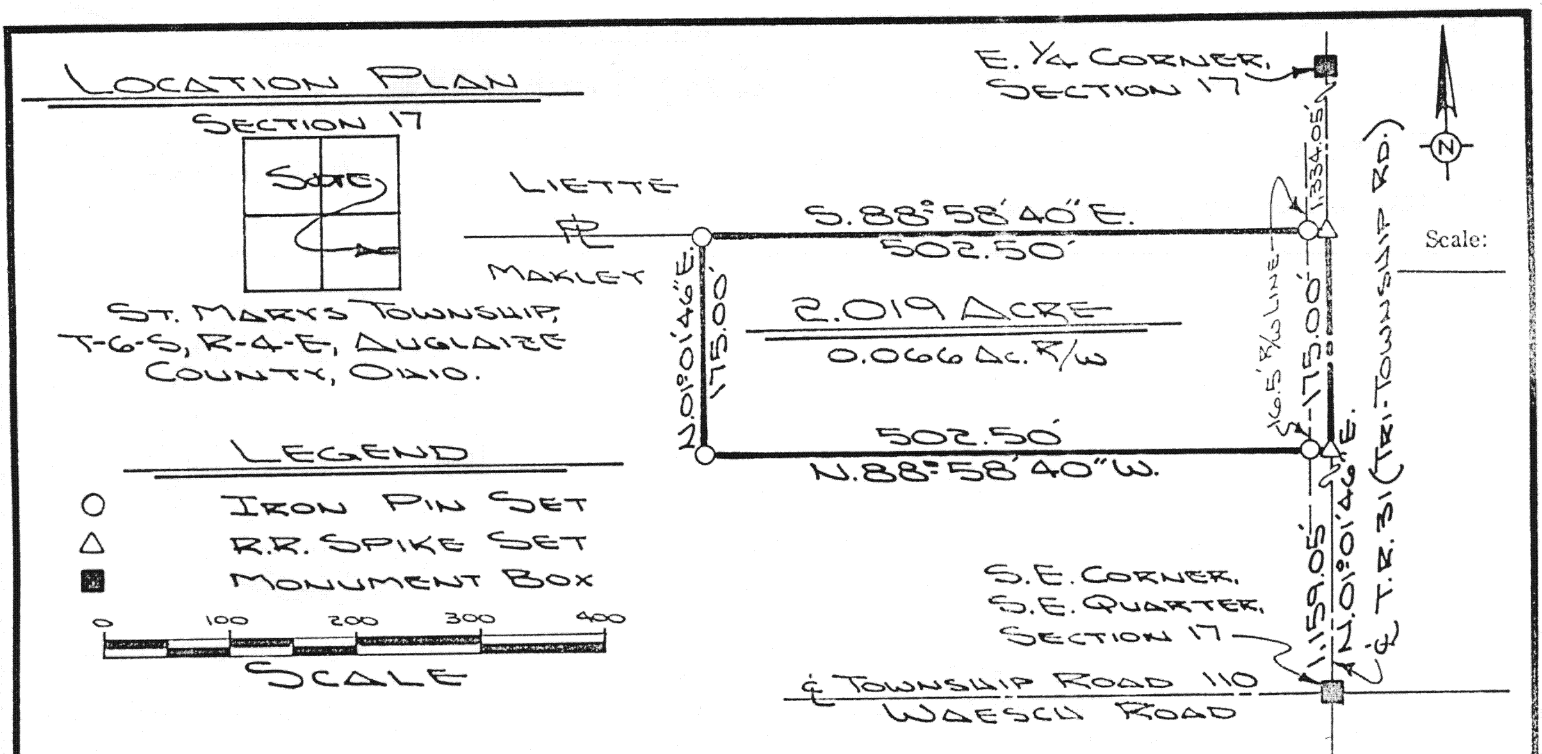 LOCATION PLAN
SECTION 17
SITE
ST. MARYS TOWNSHIP,
T-6-S, R-4-E, AUGLAIZE
COUNTY, OHIO.
LEGEND
IRON PIN SET
R.R. SPIKE SET
MONUMENT BOX
0 100 200 300 400
SCALE
LIETTE
PL
MAKLEY
S. 88° 58' 40" E.
502.50'
N. 01° 01' 46" E.
175.00'
2.019 ACRE
0.066 AC. R/W
502.50'
N. 88° 58' 40" W.
E. 1/4 CORNER,
SECTION 17
1334.05'
16.5' R/W LINE
175.00'
1,159.05'
N. 01° 01' 46" E.
℄ T.R. 31 (TRI-TOWNSHIP RD.)
N
Scale:
S.E. CORNER,
S.E. QUARTER,
SECTION 17
℄ TOWNSHIP ROAD 110
WAESCH ROAD